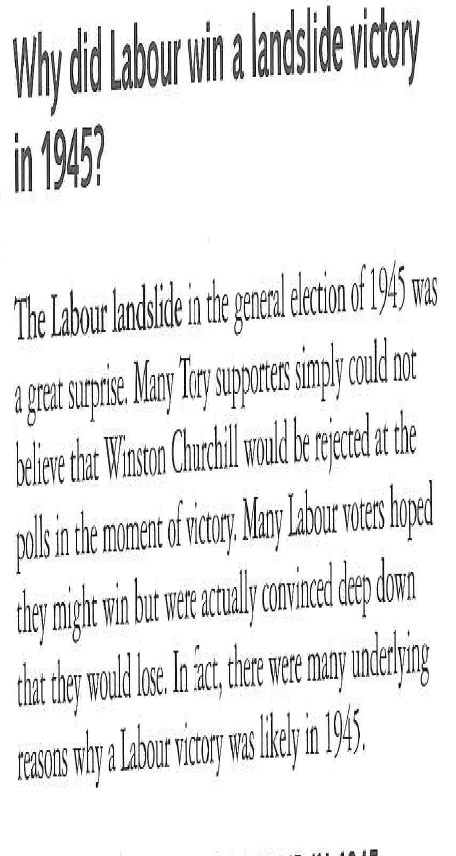 Why did Labour win a landslide victory
in 1945?
The Labour landslide in the general election of 1945 was
a great surprise. Many Tory supporters simply could not
believe that Winston Churchill would be rejected at the
polls in the moment of victory. Many Labour voters hoped
they might win but were actually convinced deep down
that they would lose. In fact, there were many underlying
reasons why a Labour victory was likely in 1945.